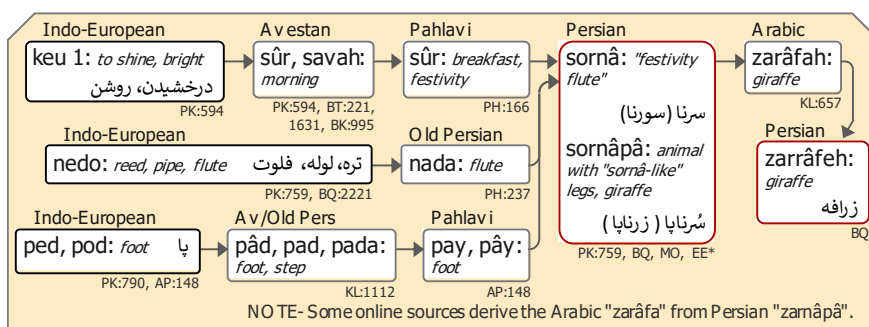 Indo-European
keu 1: to shine, bright
درخشیدن، روشن
PK:594
Avestan
sûr, savah:
morning
PK:594, BT:221,
1631, BK:995
Pahlavi
sûr: breakfast,
festivity
PH:166
Persian
sornâ: "festivity
flute"
سرنا (سورنا)
sornâpâ: animal
with "sornâ-like"
legs, giraffe
سُرناپا ( زرناپا )
PK:759, BQ, MO, EE*
Arabic
zarâfah:
giraffe
KL:657
Persian
zarrâfeh:
giraffe
زرافه
BQ
Indo-European
nedo: reed, pipe, flute تره، لوله، فلوت
PK:759, BQ:2221
Old Persian
nada: flute
PH:237
Indo-European
ped, pod: foot پا
PK:790, AP:148
Av/Old Pers
pâd, pad, pada:
foot, step
KL:1112
Pahlavi
pay, pây:
foot
AP:148
NOTE- Some online sources derive the Arabic "zarâfa" from Persian "zarnâpâ".